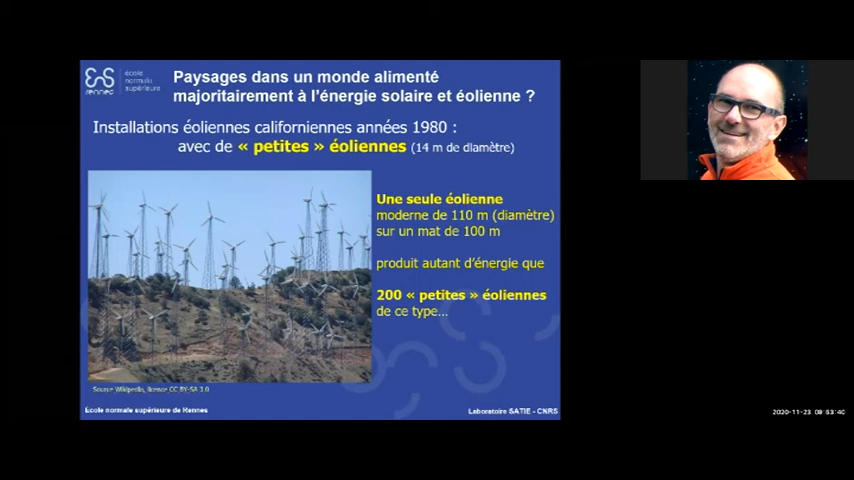 école
normale
supérieure
rennes
Paysages dans un monde alimenté
majoritairement à l'énergie solaire et éolienne ?
Installations éoliennes californiennes années 1980 :
avec de « petites » éoliennes (14 m de diamètre)
Une seule éolienne
moderne de 110 m (diamètre)
sur un mat de 100 m
produit autant d'énergie que
200 « petites » éoliennes
de ce type...
Source Wikipedia, licence CC BY-SA 3.0
École normale supérieure de Rennes
Laboratoire SATIE - CNRS
2020-11-23 08:53:40